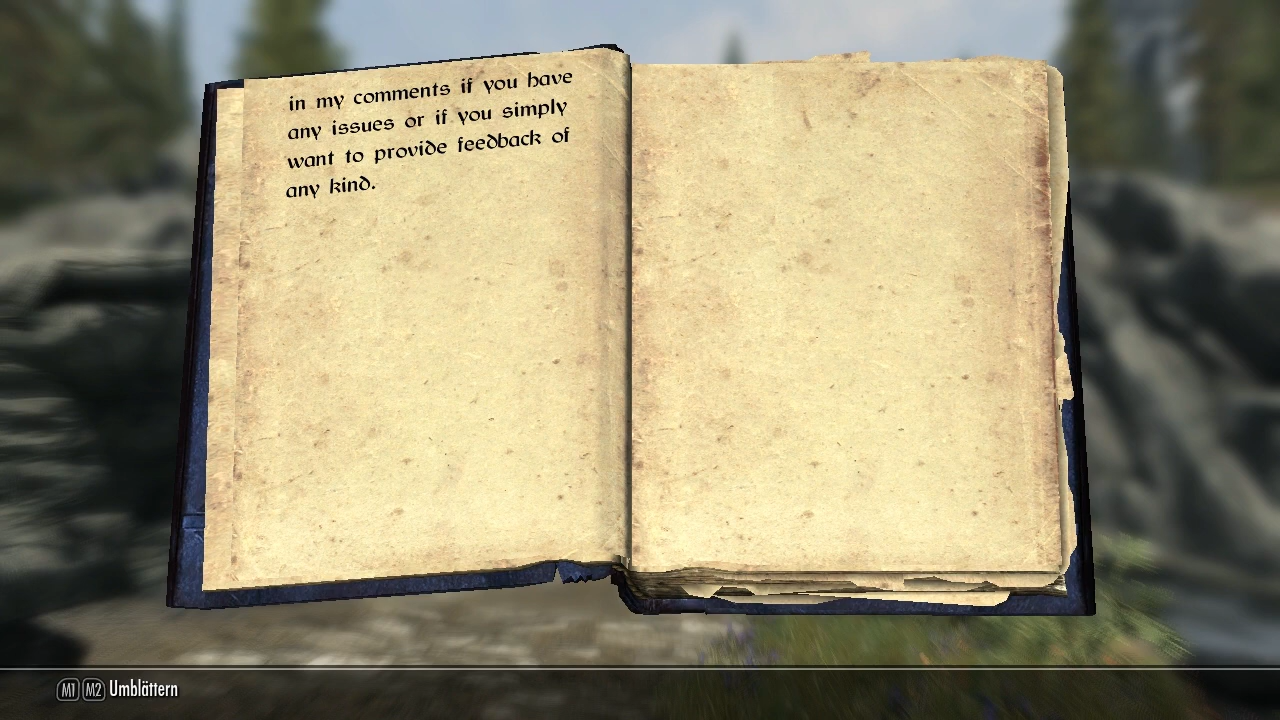 in my comments if you have
any issues or if you simply
want to provide feedback of
any kind.
M1 M2 Umblättern